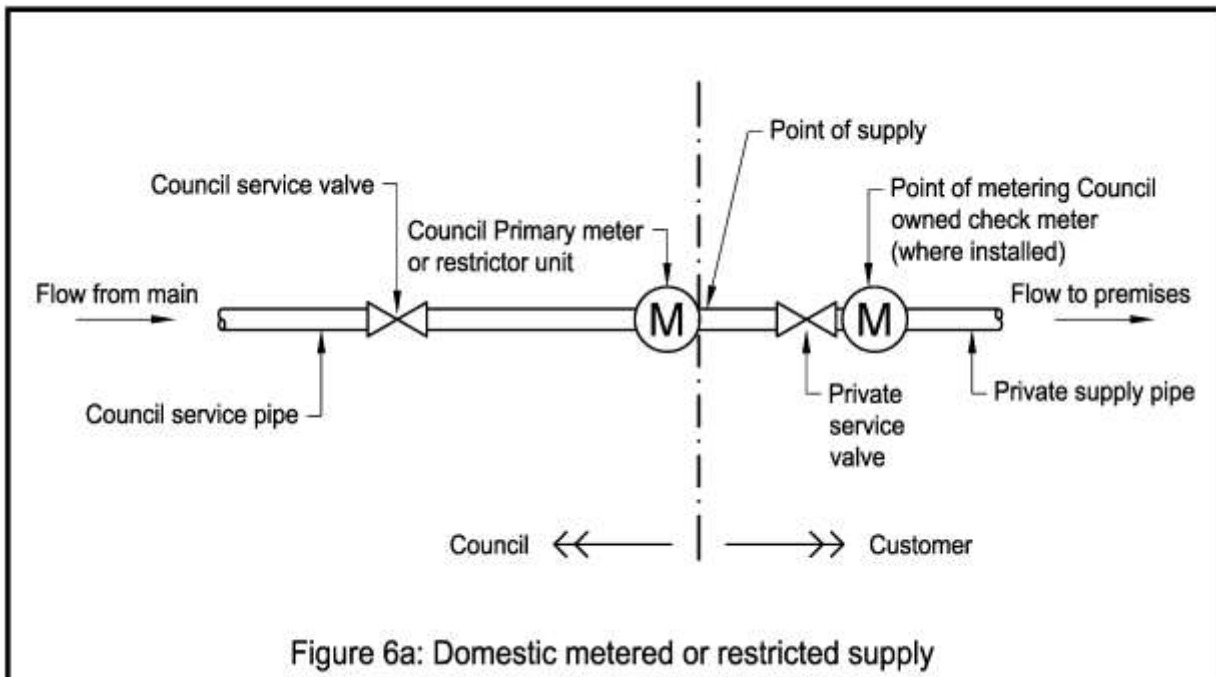 Point of supply
Council service valve
Point of metering Council
owned check meter
(where installed)
Council Primary meter
or restrictor unit
Flow from main
Flow to premises
M
M
Council service pipe
Private
service
valve
Private supply pipe
Council
Customer
Figure 6a: Domestic metered or restricted supply